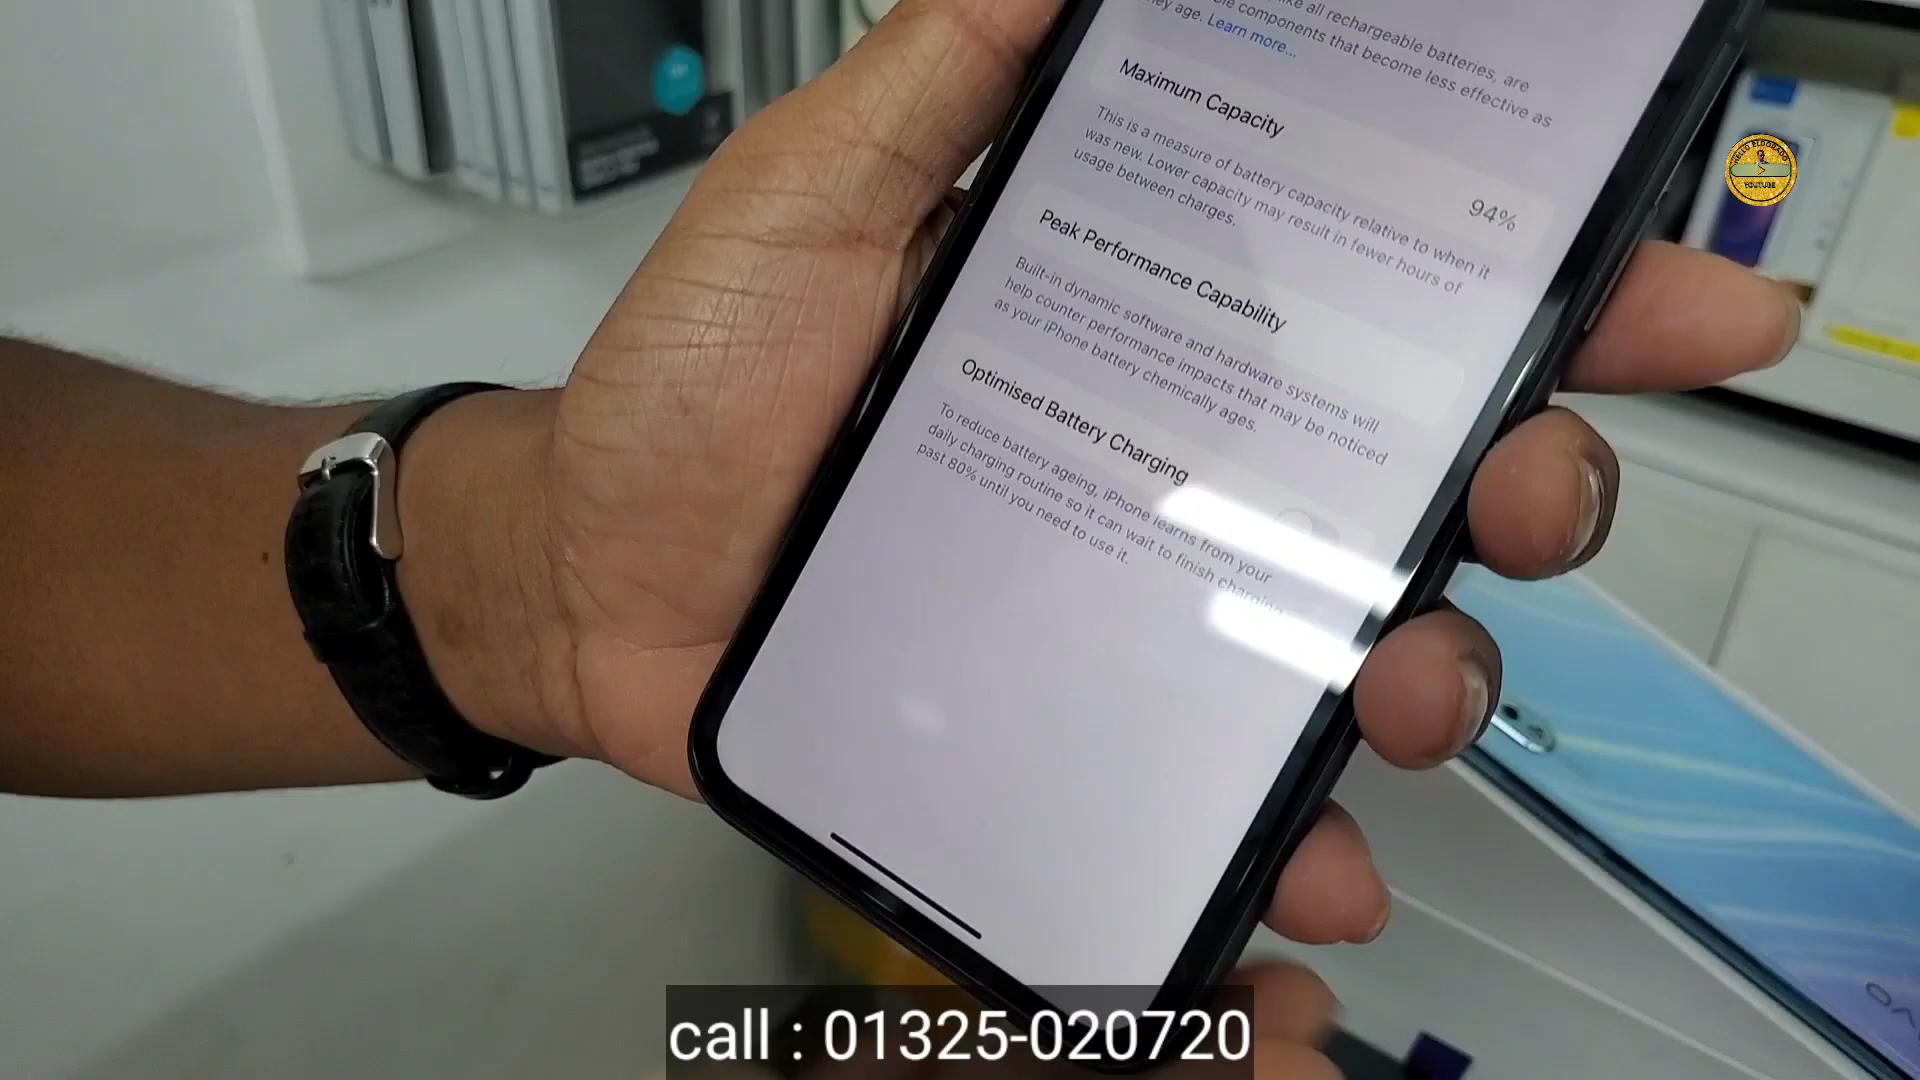 like all rechargeable batteries, are
components that become less effective as
they age. Learn more...
Maximum Capacity
94%
This is a measure of battery capacity relative to when it
was new. Lower capacity may result in fewer hours of
usage between charges.
Peak Performance Capability
Built-in dynamic software and hardware systems will
help counter performance impacts that may be noticed
as your iPhone battery chemically ages.
Optimised Battery Charging
To reduce battery ageing, iPhone learns from your
daily charging routine so it can wait to finish charging
past 80% until you need to use it.
HELLO ELDORADO
YOUTUBE
call : 01325-020720